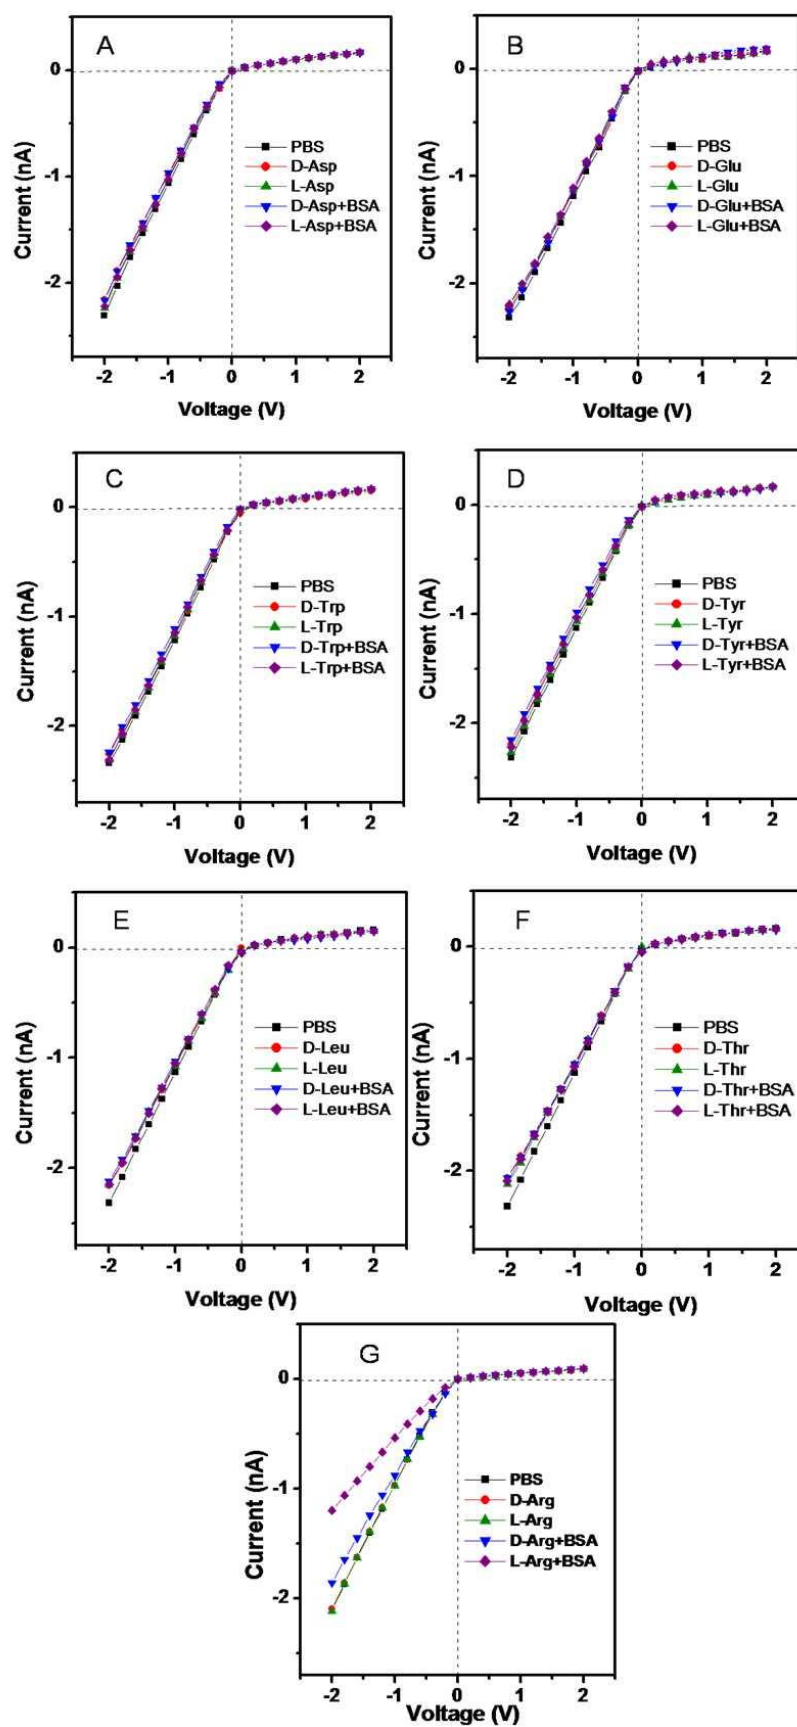 A
0
-1
-2
Current (nA)
PBS
D-Asp
L-Asp
D-Asp+BSA
L-Asp+BSA
-2 -1 0 1 2
Voltage (V)
B
0
-1
-2
Current (nA)
PBS
D-Glu
L-Glu
D-Glu+BSA
L-Glu+BSA
-2 -1 0 1 2
Voltage (V)
C
0
-1
-2
Current (nA)
PBS
D-Trp
L-Trp
D-Trp+BSA
L-Trp+BSA
-2 -1 0 1 2
Voltage (V)
D
0
-1
-2
Current (nA)
PBS
D-Tyr
L-Tyr
D-Tyr+BSA
L-Tyr+BSA
-2 -1 0 1 2
Voltage (V)
E
0
-1
-2
Current (nA)
PBS
D-Leu
L-Leu
D-Leu+BSA
L-Leu+BSA
-2 -1 0 1 2
Voltage (V)
F
0
-1
-2
Current (nA)
PBS
D-Thr
L-Thr
D-Thr+BSA
L-Thr+BSA
-2 -1 0 1 2
Voltage (V)
G
0
-1
-2
Current (nA)
PBS
D-Arg
L-Arg
D-Arg+BSA
L-Arg+BSA
-2 -1 0 1 2
Voltage (V)